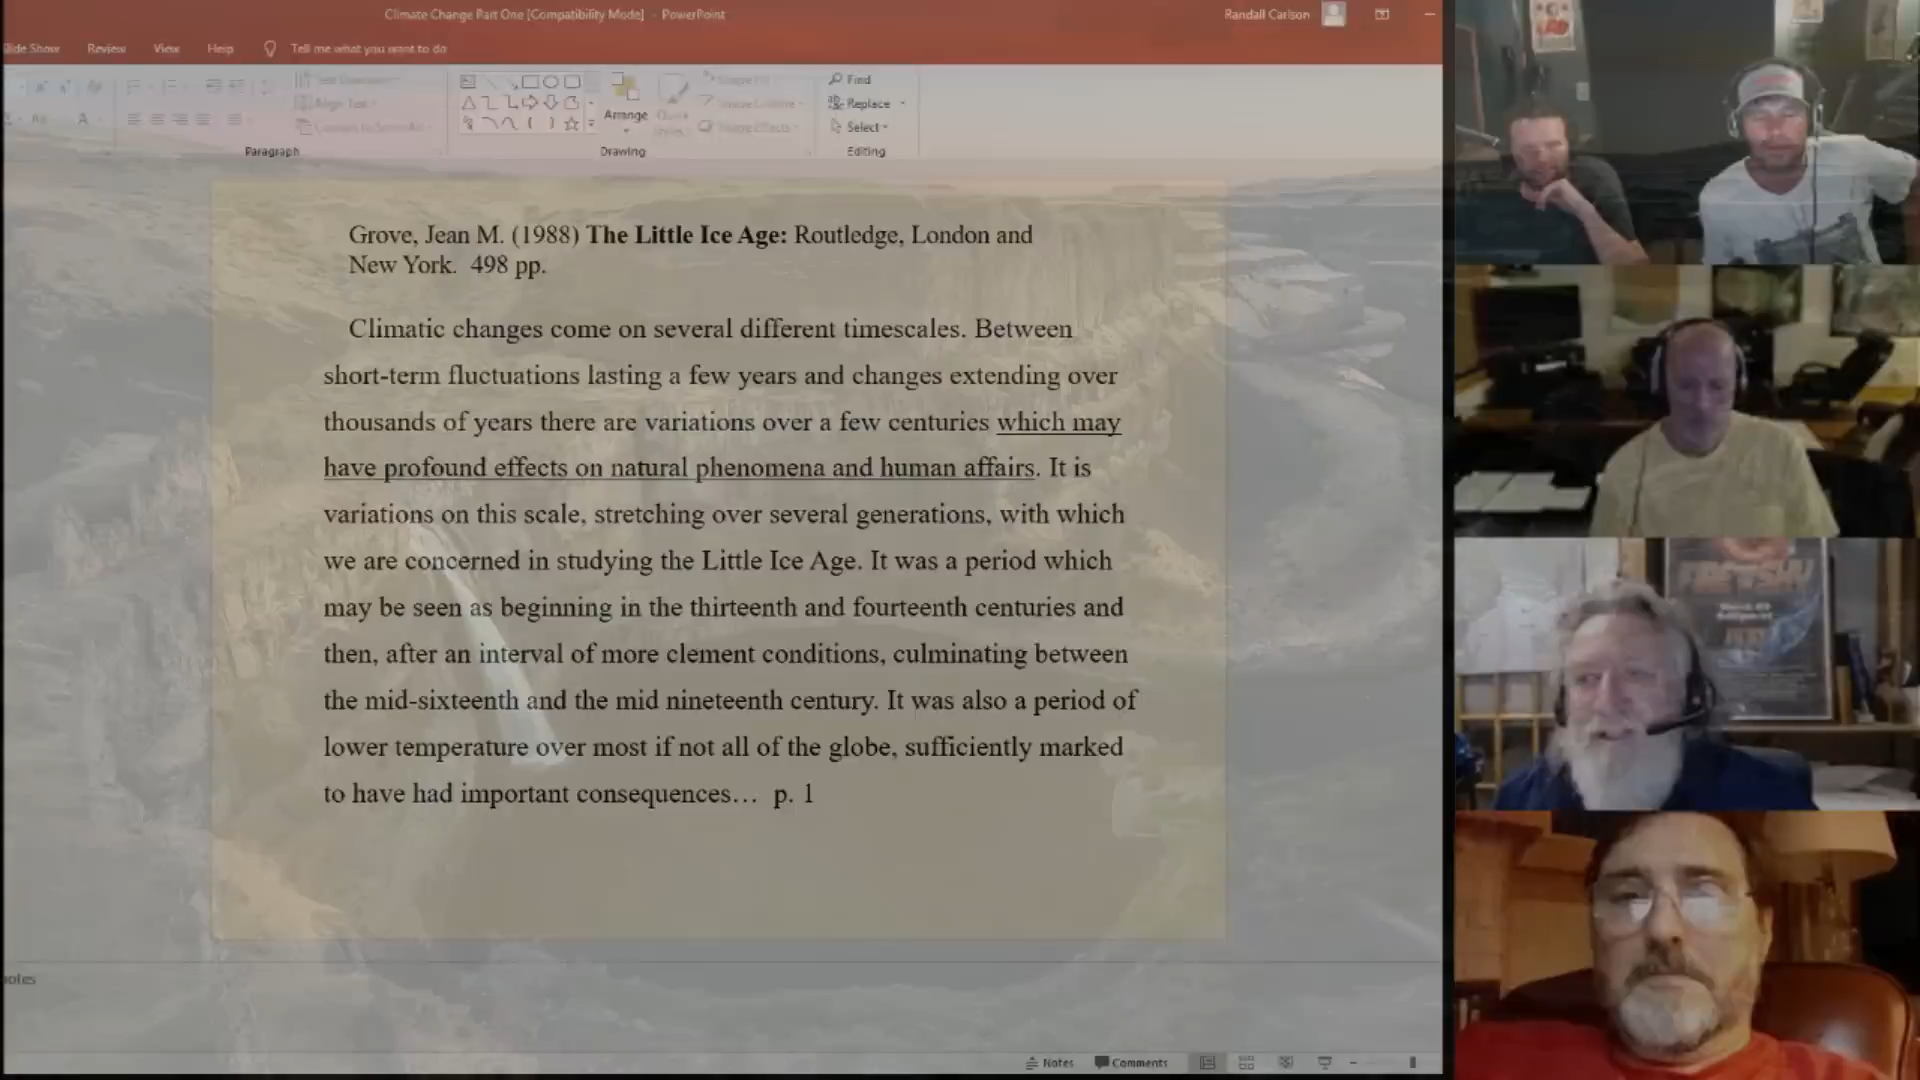 Climate Change Part One [Compatibility Mode] - PowerPoint
Randall Carlson
Slide Show Review View Help Tell me what you want to do
Find
Align Text
Arrange
Replace
Select
Paragraph
Drawing
Editing
Grove, Jean M. (1988) The Little Ice Age: Routledge, London and
New York. 498 pp.
Climatic changes come on several different timescales. Between
short-term fluctuations lasting a few years and changes extending over
thousands of years there are variations over a few centuries which may
have profound effects on natural phenomena and human affairs. It is
variations on this scale, stretching over several generations, with which
we are concerned in studying the Little Ice Age. It was a period which
may be seen as beginning in the thirteenth and fourteenth centuries and
then, after an interval of more clement conditions, culminating between
the mid-sixteenth and the mid nineteenth century. It was also a period of
lower temperature over most if not all of the globe, sufficiently marked
to have had important consequences… p. 1
notes
Notes
Comments